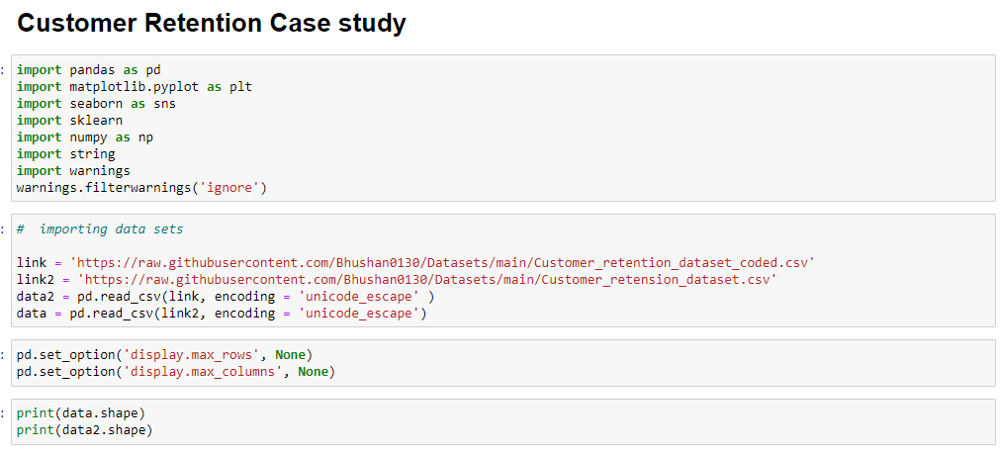 Customer Retention Case study
: import pandas as pd
import matplotlib.pyplot as plt
import seaborn as sns
import sklearn
import numpy as np
import string
import warnings
warnings.filterwarnings('ignore')
: #  importing data sets
link = 'https://raw.githubusercontent.com/Bhushan0130/Datasets/main/Customer_retention_dataset_coded.csv'
link2 = 'https://raw.githubusercontent.com/Bhushan0130/Datasets/main/Customer_retension_dataset.csv'
data2 = pd.read_csv(link, encoding = 'unicode_escape' )
data = pd.read_csv(link2, encoding = 'unicode_escape')
: pd.set_option('display.max_rows', None)
pd.set_option('display.max_columns', None)
: print(data.shape)
print(data2.shape)